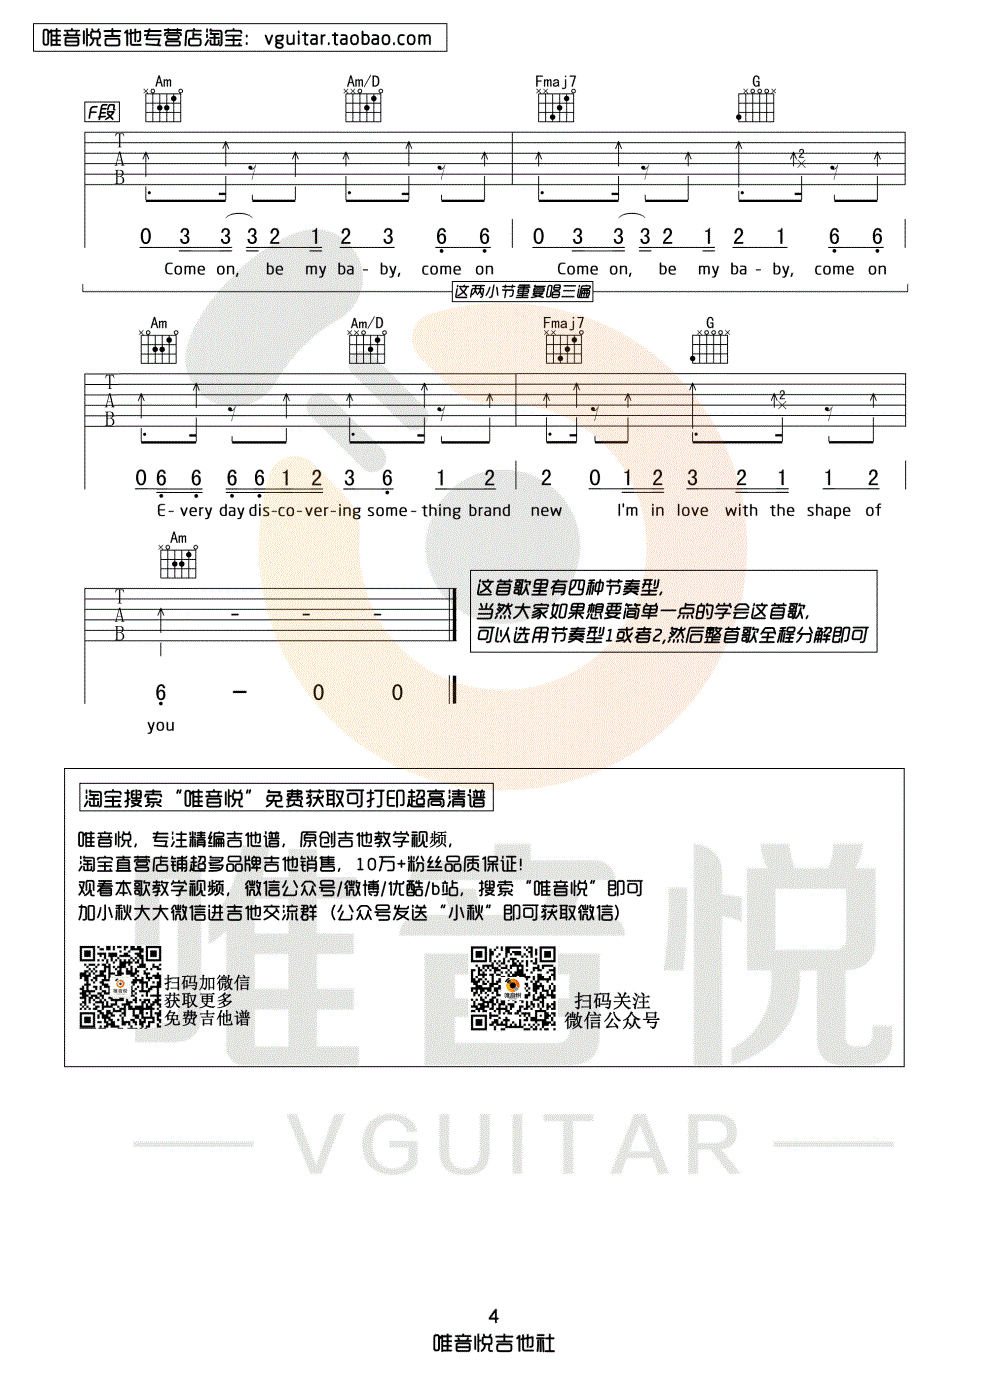 唯音悦吉他专营店淘宝：vguitar.taobao.com
Am Am/D Fmaj7 G
F段
T
A
B
2
0 3 3 3 2 1 2 3 6 6 0 3 3 3 2 1 2 1 6 6
Come on, be my ba-by, come on Come on, be my ba-by, come on
这两小节重复唱三遍
Am Am/D Fmaj7 G
T
A
B
2
0 6 6 6 6 1 2 3 6 1 2 2 0 1 2 3 2 1 1 2
E-very day dis-co-ver-ing some-thing brand new I'm in love with the shape of
Am
T
A
B
- - -
6 - 0 0
you
这首歌里有四种节奏型,
当然大家如果想要简单一点的学会这首歌,
可以选用节奏型1或者2,然后整首歌全程分解即可
淘宝搜索“唯音悦”免费获取可打印超高清谱
唯音悦，专注精编吉他谱，原创吉他教学视频，
淘宝直营店铺超多品牌吉他销售，10万+粉丝品质保证!
观看本歌教学视频，微信公众号/微博/优酷/b站，搜索“唯音悦”即可
加小秋大大微信进吉他交流群（公众号发送“小秋”即可获取微信）
扫码加微信
获取更多
免费吉他谱
唯音悦
扫码关注
微信公众号
唯音悦
唯音悦
VGUITAR
4
唯音悦吉他社